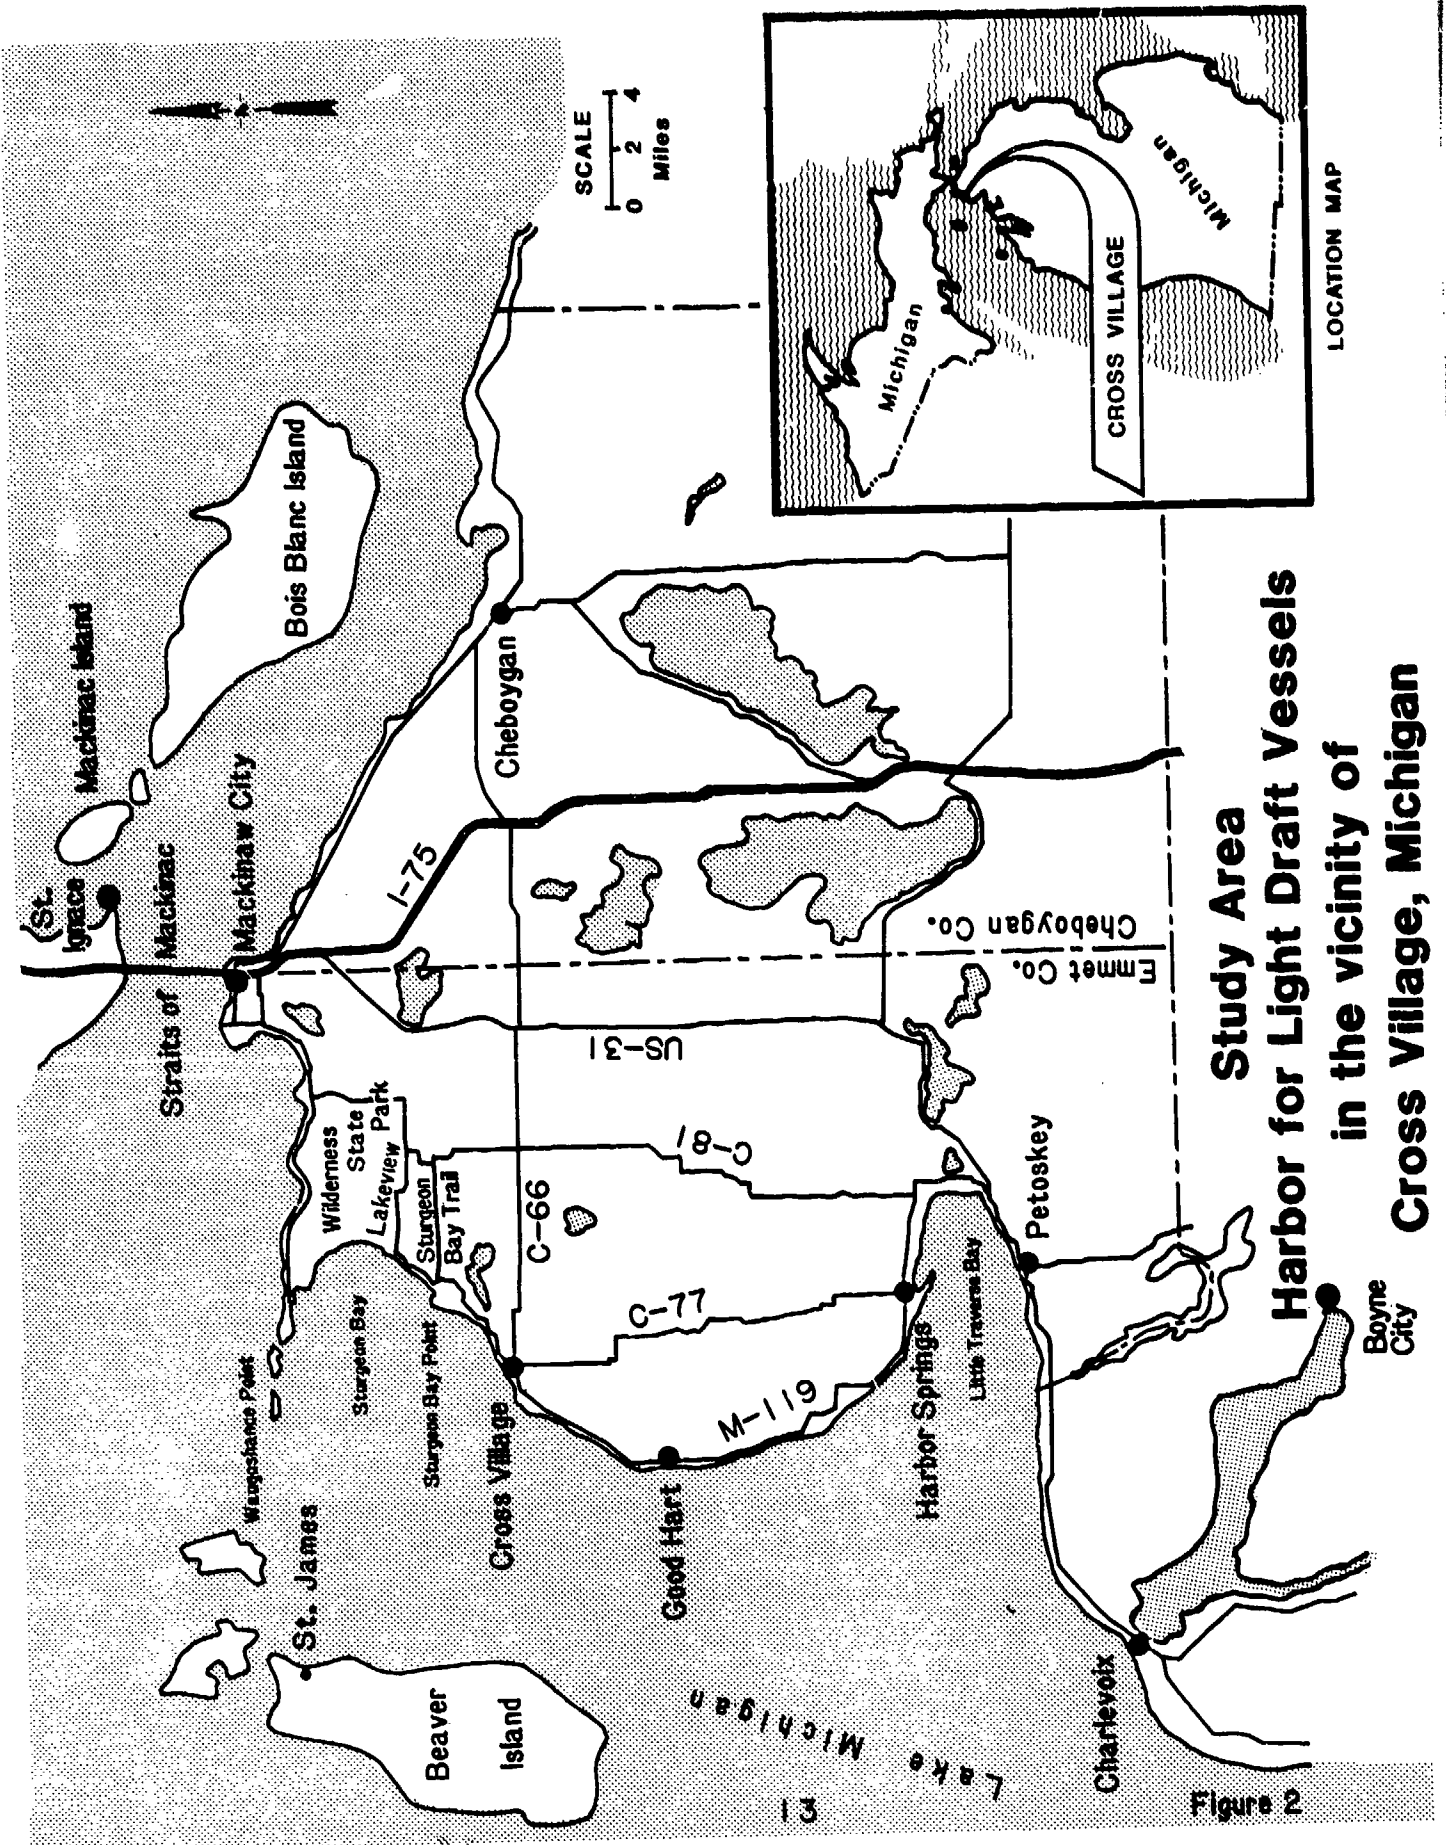 St.
Ignace
Mackinac Island
Straits of Mackinac
Mackinaw City
Bois Blanc Island
SCALE
0 2 4
Miles
Waugoshance Point
St. James
Beaver
Island
Sturgeon Bay
Wilderness
State
Park
Lakeview
Sturgeon
Bay Trail
Sturgeon Bay Point
I-75
Cheboygan
Cross Village
C-66
US-31
C-81
C-77
Good Hart
M-119
Harbor Springs
Little Traverse Bay
Petoskey
Emmet Co.
Cheboygan Co.
Lake Michigan
Charlevoix
Boyne
City
Michigan
Michigan
CROSS VILLAGE
LOCATION MAP
Study Area
Harbor for Light Draft Vessels
in the vicinity of
Cross Village, Michigan
13
Figure 2